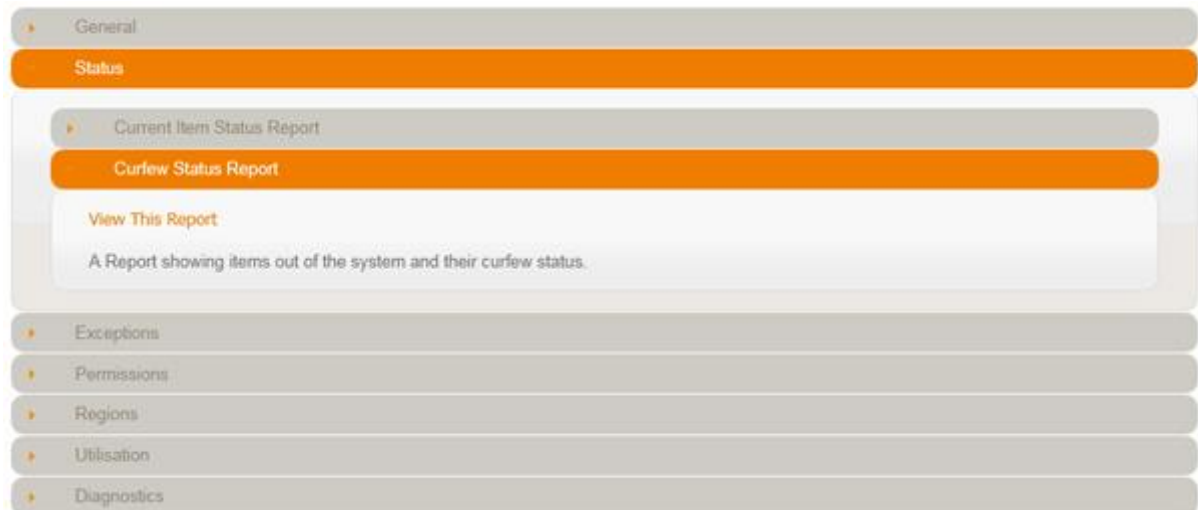 General
Status
Current Item Status Report
Curfew Status Report
View This Report
A Report showing items out of the system and their curfew status.
Exceptions
Permissions
Regions
Utilisation
Diagnostics